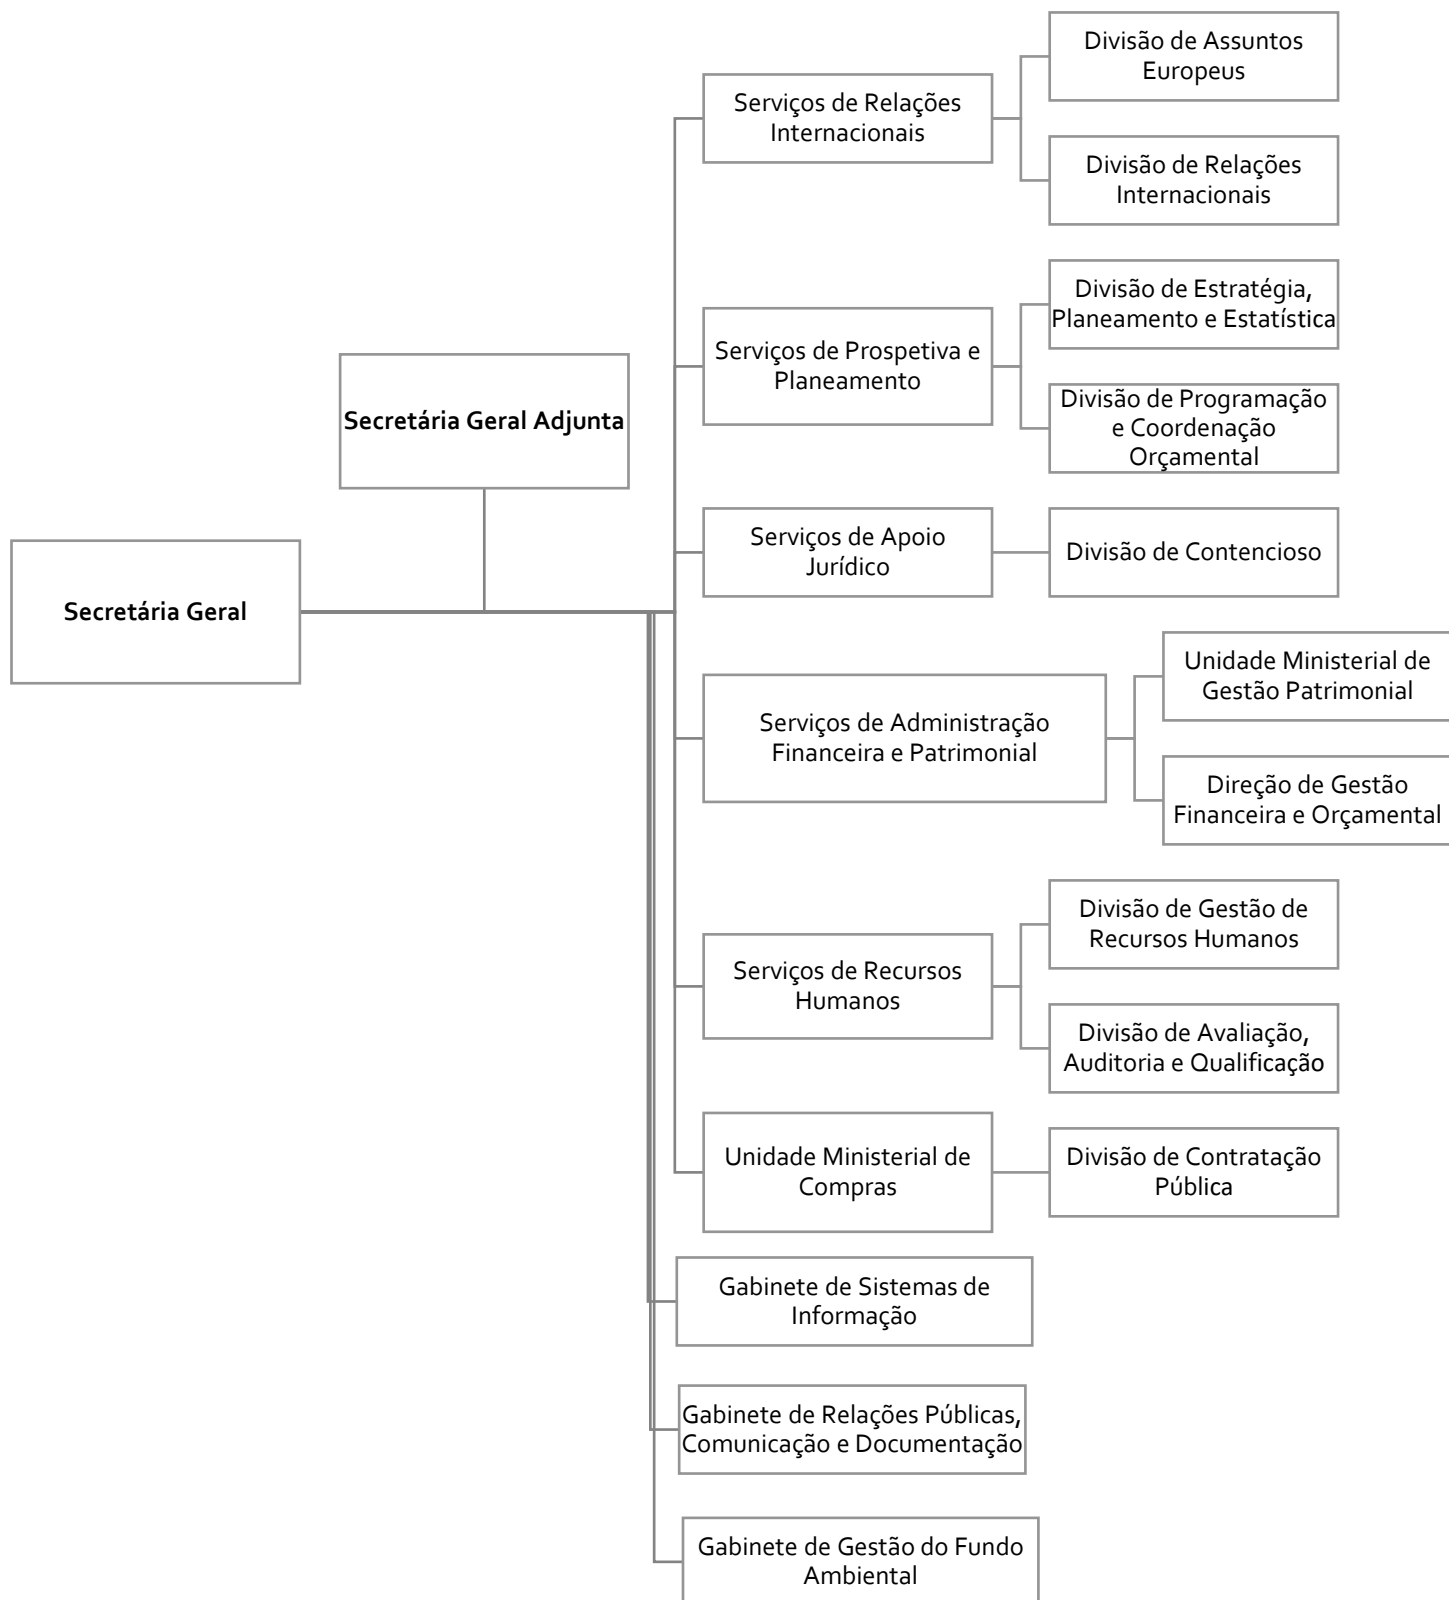 Secretária Geral
Secretária Geral Adjunta
Serviços de Relações
Internacionais
Divisão de Assuntos
Europeus
Divisão de Relações
Internacionais
Serviços de Prospetiva e
Planeamento
Divisão de Estratégia,
Planeamento e Estatística
Divisão de Programação
e Coordenação
Orçamental
Serviços de Apoio
Jurídico
Divisão de Contencioso
Serviços de Administração
Financeira e Patrimonial
Unidade Ministerial de
Gestão Patrimonial
Direção de Gestão
Financeira e Orçamental
Serviços de Recursos
Humanos
Divisão de Gestão de
Recursos Humanos
Divisão de Avaliação,
Auditoria e Qualificação
Unidade Ministerial de
Compras
Divisão de Contratação
Pública
Gabinete de Sistemas de
Informação
Gabinete de Relações Públicas,
Comunicação e Documentação
Gabinete de Gestão do Fundo
Ambiental